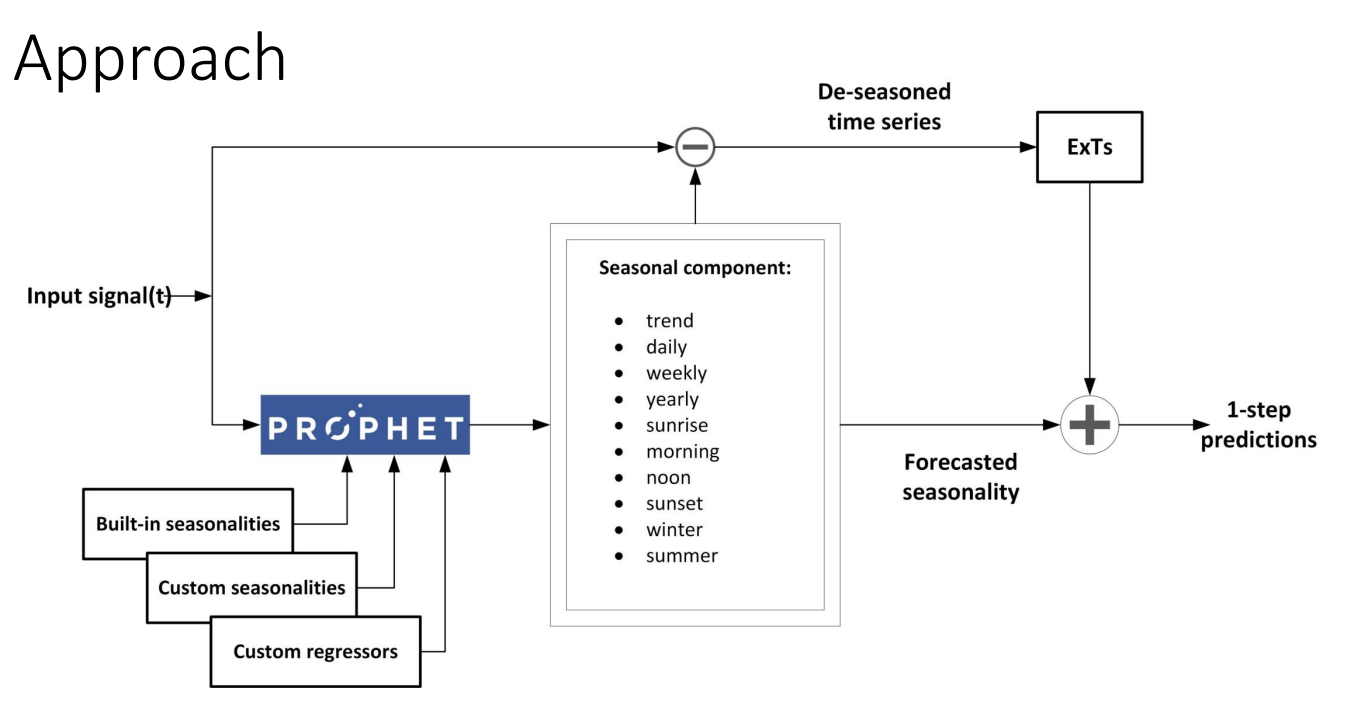 Approach
De-seasoned
time series
ExTs
Seasonal component:
Input signal(t)
• trend
• daily
• weekly
• yearly
• sunrise
• morning
• noon
• sunset
• winter
• summer
PROPHET
1-step
predictions
Forecasted
seasonality
Built-in seasonalities
Custom seasonalities
Custom regressors